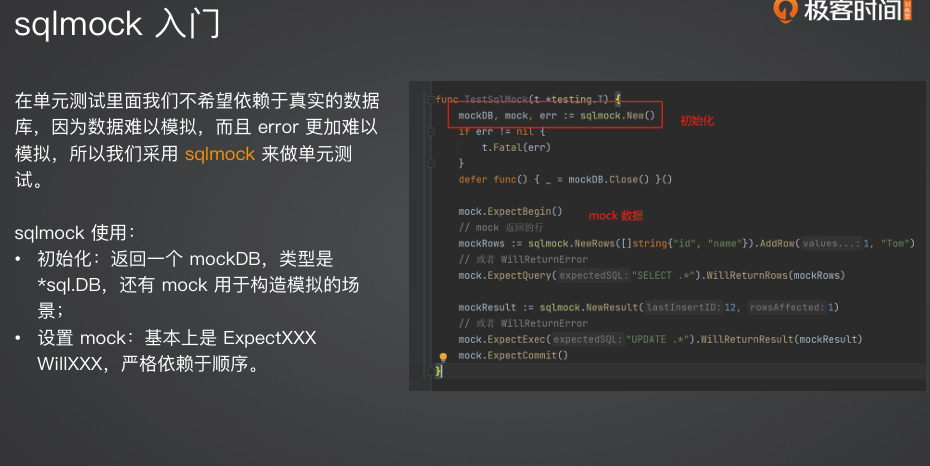 sqlmock 入门
极客时间
在单元测试里面我们不希望依赖于真实的数据
库，因为数据难以模拟，而且 error 更加难以
模拟，所以我们采用 sqlmock 来做单元测
试。
sqlmock 使用：
• 初始化：返回一个 mockDB，类型是
*sql.DB，还有 mock 用于构造模拟的场
景；
• 设置 mock：基本上是 ExpectXXX
WillXXX，严格依赖于顺序。
func TestSqlMock(t *testing.T) {
mockDB, mock, err := sqlmock.New()
初始化
if err != nil {
t.Fatal(err)
}
defer func() { _ = mockDB.Close() }()
mock.ExpectBegin()
mock 数据
// mock 返回的行
mockRows := sqlmock.NewRows([]string{"id", "name"}).AddRow(values...: 1, "Tom")
// 或者 WillReturnError
mock.ExpectQuery(expectedSQL: "SELECT .*").WillReturnRows(mockRows)
mockResult := sqlmock.NewResult(lastInsertID: 12, rowsAffected: 1)
// 或者 WillReturnError
mock.ExpectExec(expectedSQL: "UPDATE .*").WillReturnResult(mockResult)
mock.ExpectCommit()
}